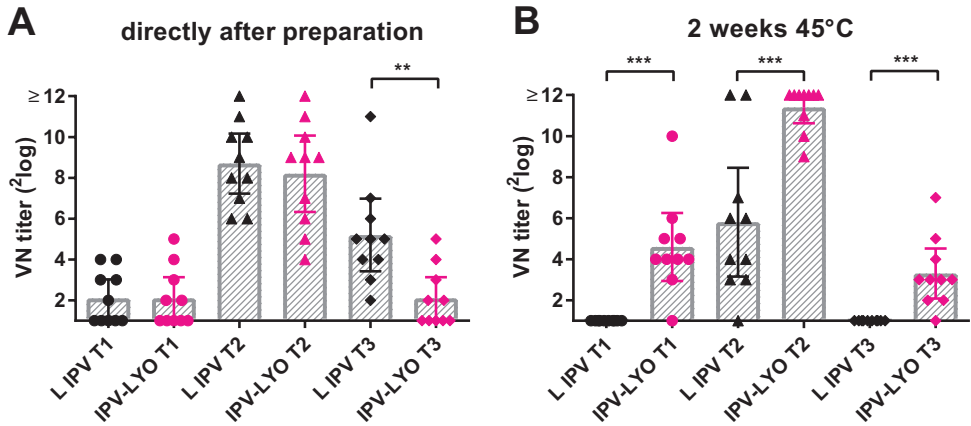 A
directly after preparation
**
VN titer (²log)
≥ 12
10
8
6
4
2
L IPV T1
IPV-LYO T1
L IPV T2
IPV-LYO T2
L IPV T3
IPV-LYO T3
B
2 weeks 45°C
***
***
***
VN titer (²log)
≥ 12
10
8
6
4
2
L IPV T1
IPV-LYO T1
L IPV T2
IPV-LYO T2
L IPV T3
IPV-LYO T3